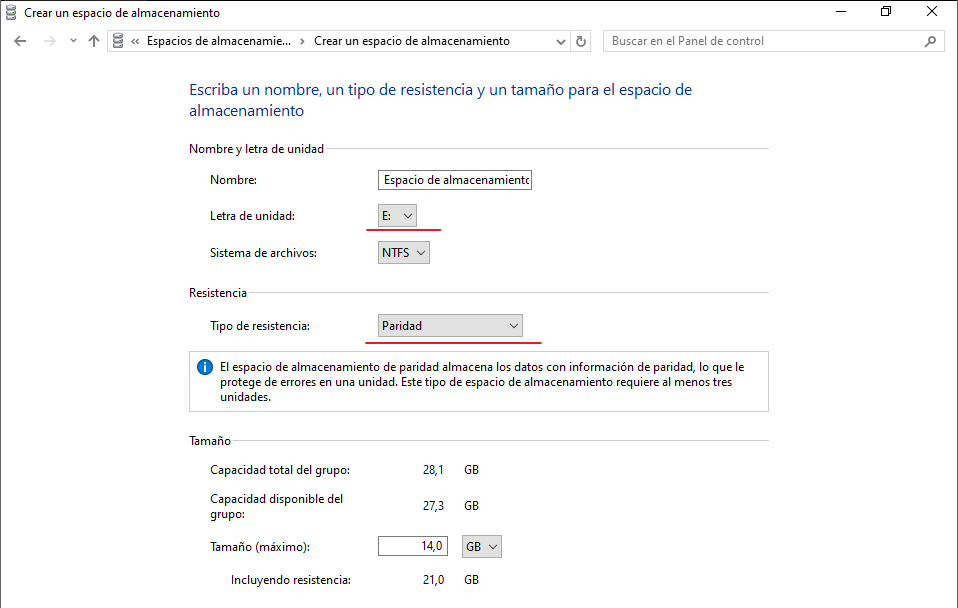 Crear un espacio de almacenamiento
« Espacios de almacenamie... › Crear un espacio de almacenamiento
Buscar en el Panel de control
Escriba un nombre, un tipo de resistencia y un tamaño para el espacio de
almacenamiento
Nombre y letra de unidad
Nombre: Espacio de almacenamiento
Letra de unidad: E:
Sistema de archivos: NTFS
Resistencia
Tipo de resistencia: Paridad
El espacio de almacenamiento de paridad almacena los datos con información de paridad, lo que le
protege de errores en una unidad. Este tipo de espacio de almacenamiento requiere al menos tres
unidades.
Tamaño
Capacidad total del grupo: 28,1 GB
Capacidad disponible del
grupo: 27,3 GB
Tamaño (máximo): 14,0 GB
Incluyendo resistencia: 21,0 GB